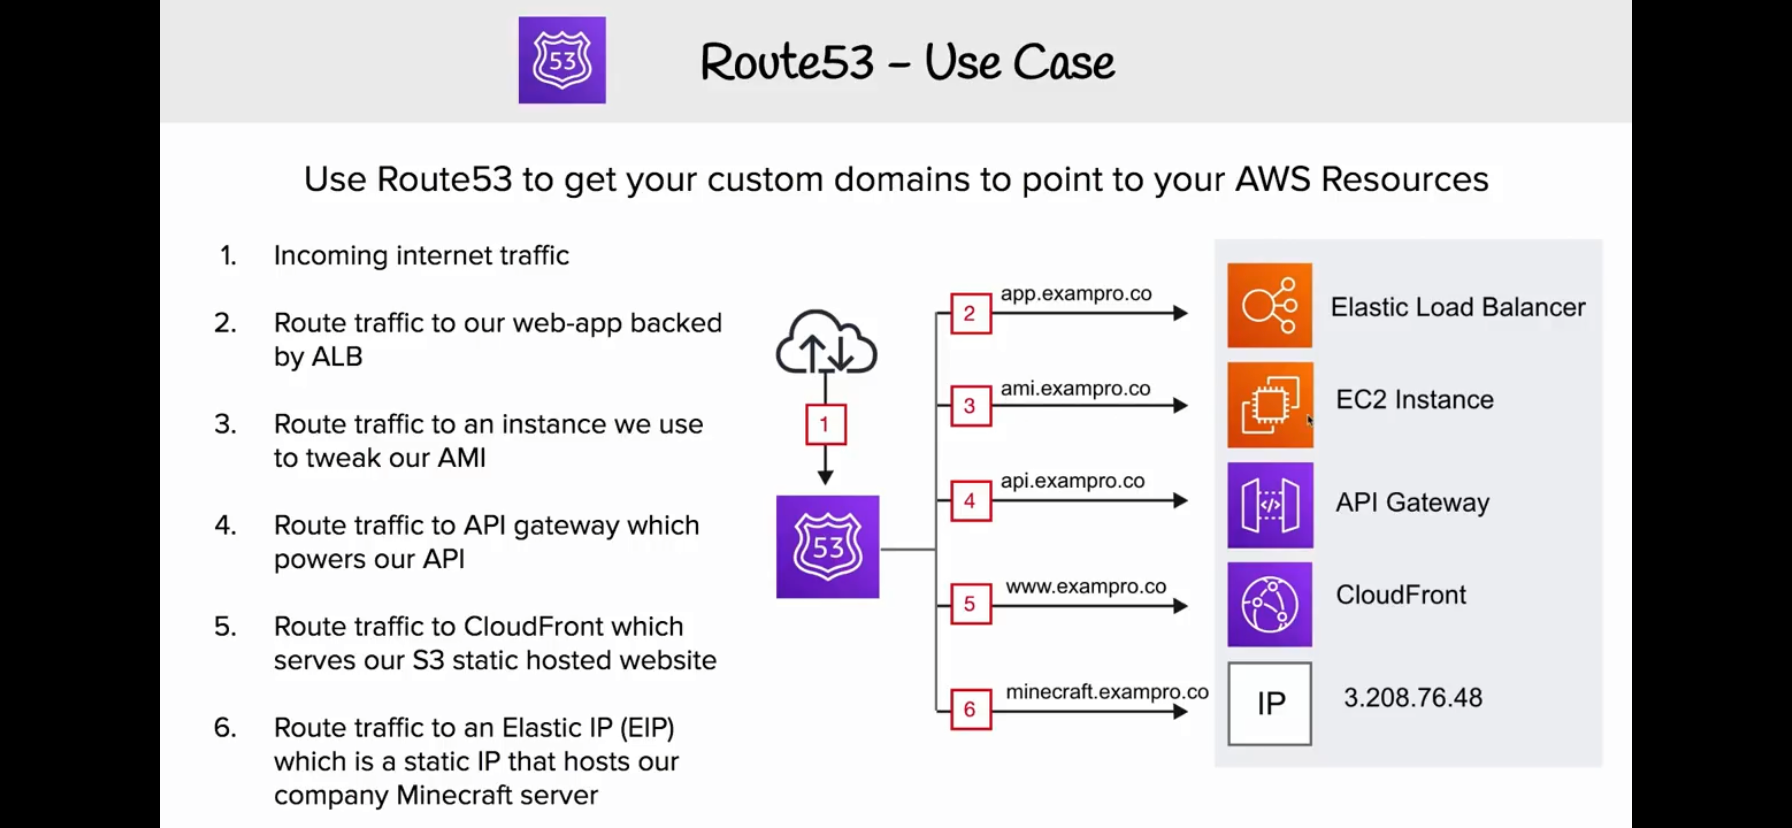 53
Route53 – Use Case
Use Route53 to get your custom domains to point to your AWS Resources
1. Incoming internet traffic
2. Route traffic to our web-app backed
by ALB
3. Route traffic to an instance we use
to tweak our AMI
4. Route traffic to API gateway which
powers our API
5. Route traffic to CloudFront which
serves our S3 static hosted website
6. Route traffic to an Elastic IP (EIP)
which is a static IP that hosts our
company Minecraft server
1
53
2 app.exampro.co
Elastic Load Balancer
3 ami.exampro.co
EC2 Instance
4 api.exampro.co
</>
API Gateway
5 www.exampro.co
CloudFront
6 minecraft.exampro.co
IP
3.208.76.48